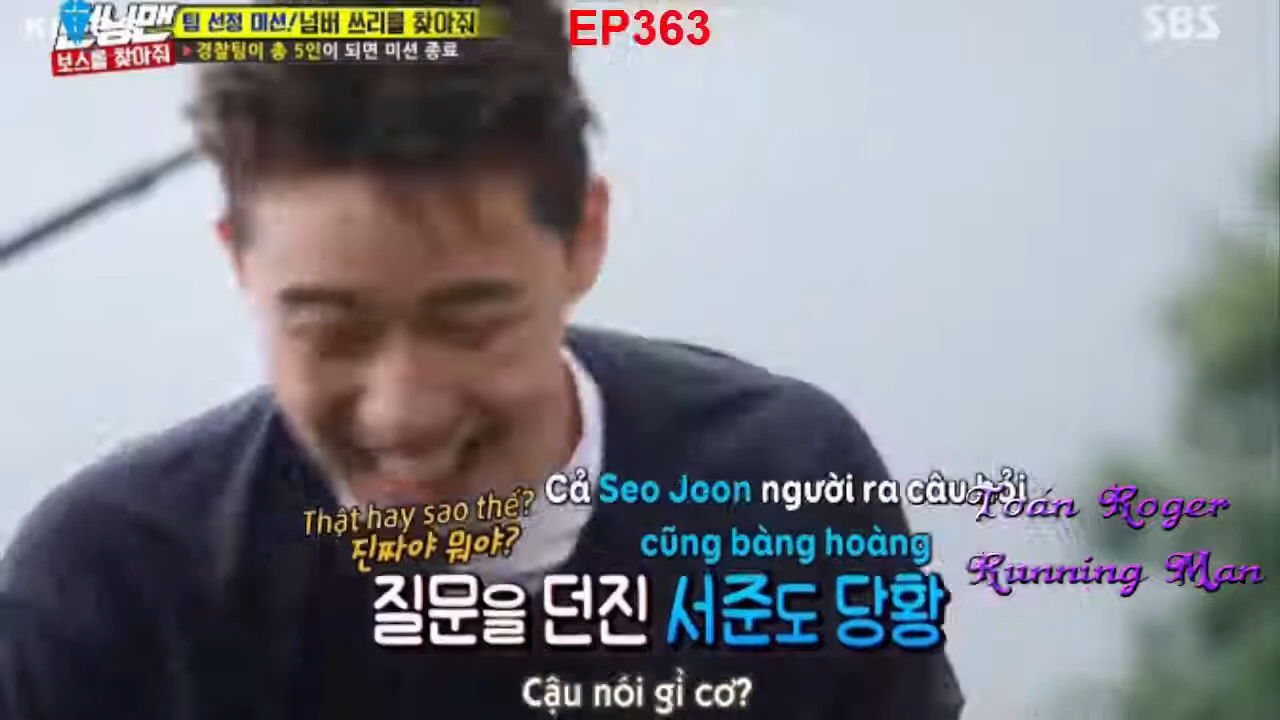 런닝맨
보스를 찾아줘
팀 선정 미션! 넘버 쓰리를 찾아줘
▶ 경찰팀이 총 5인이 되면 미션 종료
EP363
SBS
Thật hay sao thế?
진짜야 뭐야?
Cả Seo Joon người ra câu hỏi
cũng bàng hoàng
질문을 던진 서준도 당황
Toán Roger
Running Man
Cậu nói gì cơ?